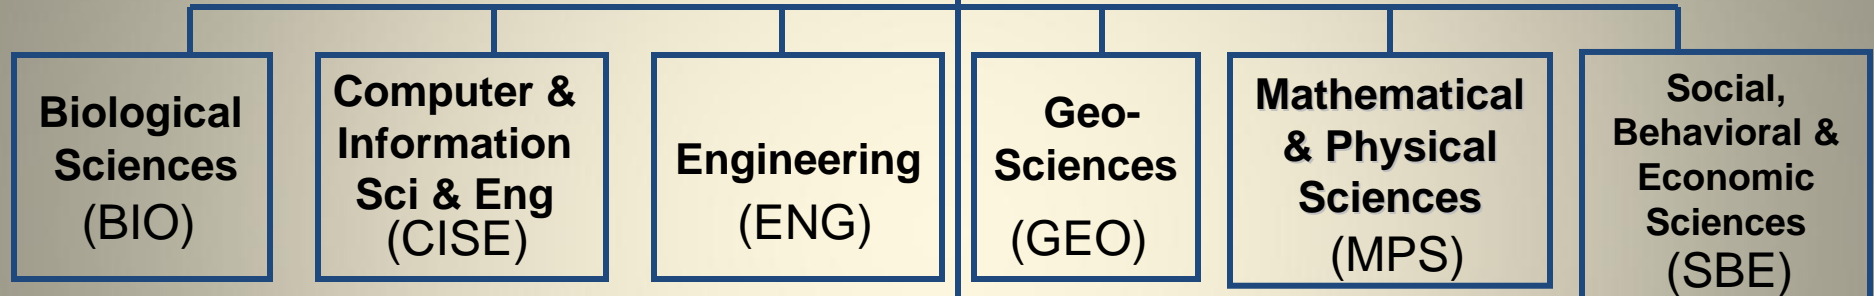 Biological
Sciences
(BIO)
Computer &
Information
Sci & Eng
(CISE)
Engineering
(ENG)
Geo-
Sciences
(GEO)
Mathematical
& Physical
Sciences
(MPS)
Social,
Behavioral &
Economic
Sciences
(SBE)